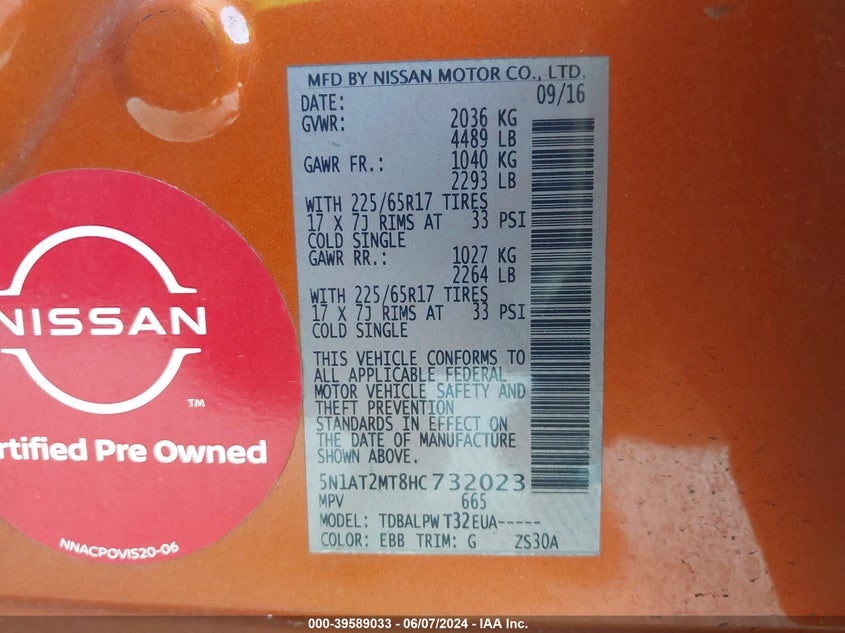 MFD BY NISSAN MOTOR CO., LTD.
DATE: 09/16
GVWR: 2036 KG
4489 LB
GAWR FR.: 1040 KG
2293 LB
WITH 225/65R17 TIRES
17 X 7J RIMS AT 33 PSI
COLD SINGLE
GAWR RR.: 1027 KG
2264 LB
WITH 225/65R17 TIRES
17 X 7J RIMS AT 33 PSI
COLD SINGLE
THIS VEHICLE CONFORMS TO
ALL APPLICABLE FEDERAL
MOTOR VEHICLE SAFETY AND
THEFT PREVENTION
STANDARDS IN EFFECT ON
THE DATE OF MANUFACTURE
SHOWN ABOVE.
5N1AT2MT8HC732023
MPV 665
MODEL: TDBALPW T32EUA-----
COLOR: EBB TRIM: G ZS30A
NISSAN
TM
rtified Pre Owned
NNACPOVIS20-06
000-39589033 - 06/07/2024 - IAA Inc.